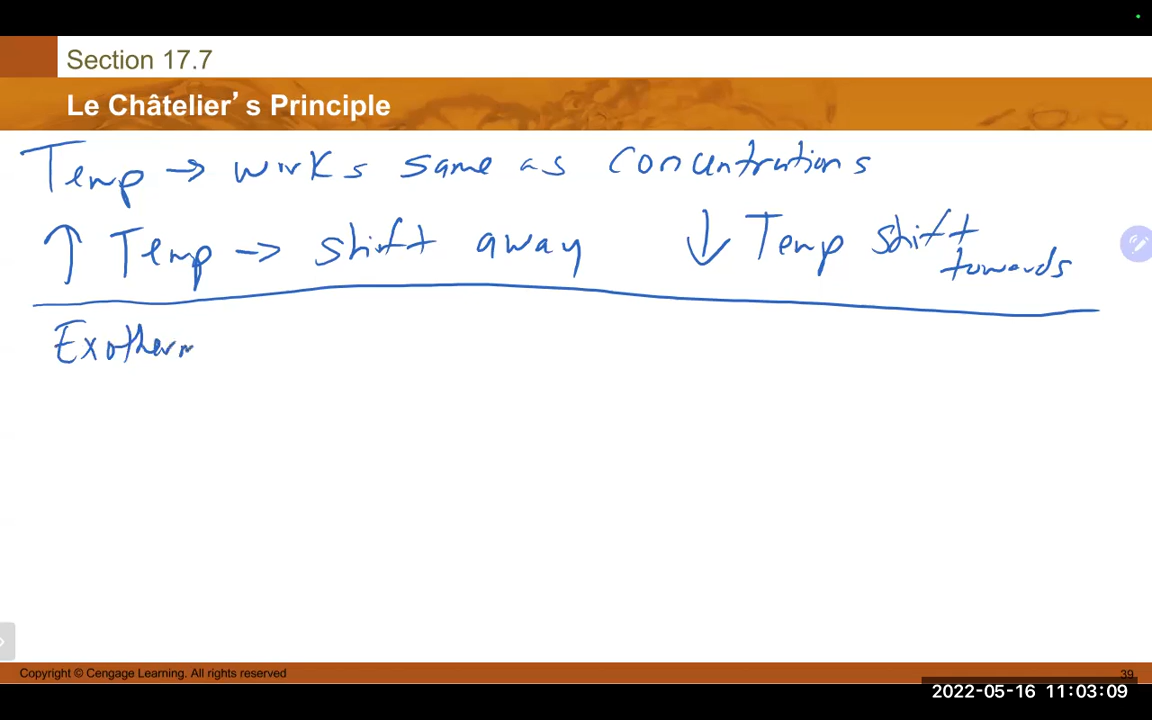 Section 17.7
Le Châtelier's Principle
Temp → works same as concentrations
↑ Temp → shift away ↓ Temp shift towards
Exotherm
Copyright © Cengage Learning. All rights reserved
39
2022-05-16 11:03:09